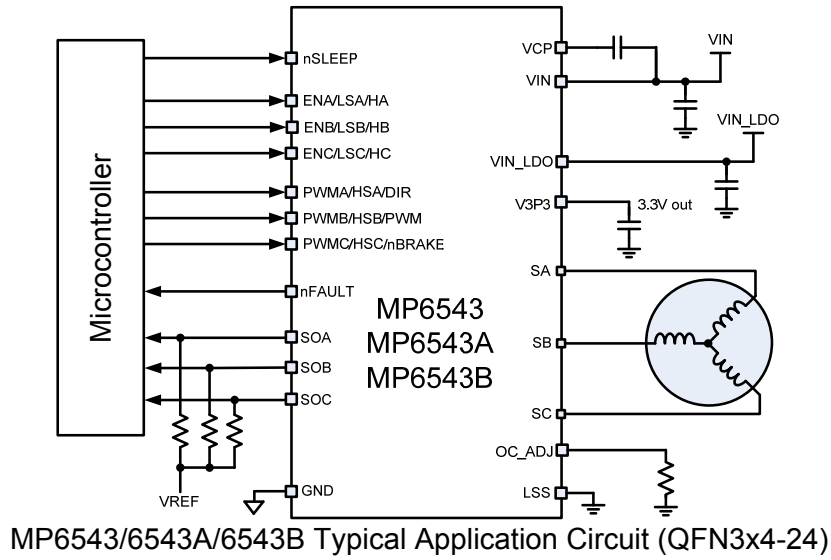 Microcontroller
nSLEEP
ENA/LSA/HA
ENB/LSB/HB
ENC/LSC/HC
PWMA/HSA/DIR
PWMB/HSB/PWM
PWMC/HSC/nBRAKE
nFAULT
SOA
SOB
SOC
VREF
GND
MP6543
MP6543A
MP6543B
VCP
VIN
VIN
VIN_LDO
VIN_LDO
V3P3
3.3V out
SA
SB
SC
OC_ADJ
LSS
MP6543/6543A/6543B Typical Application Circuit (QFN3x4-24)